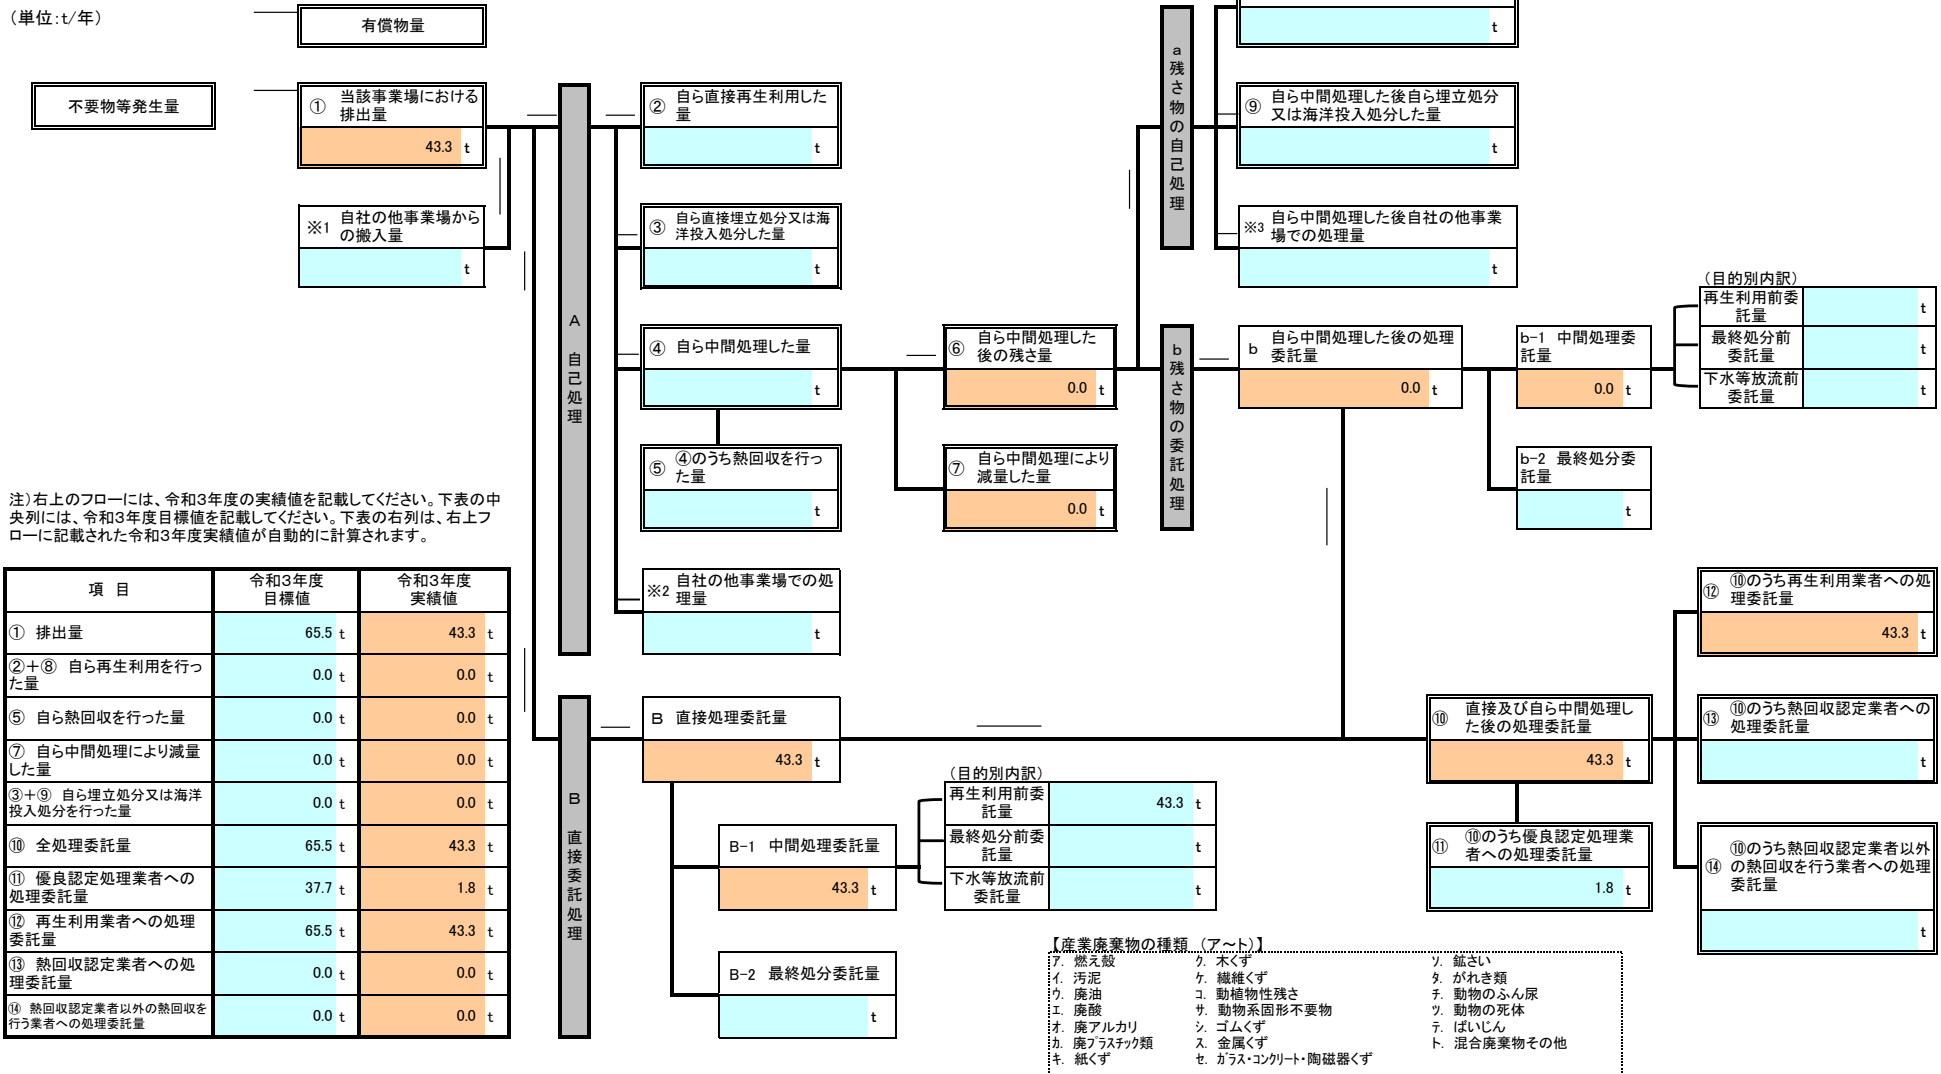 （単位：t/年）
有償物量
t
不要物等発生量
① 当該事業場における
排出量
43.3 t
※1 自社の他事業場から
の搬入量
t
A 自己処理
② 自ら直接再生利用した
量
t
③ 自ら直接埋立処分又は海
洋投入処分した量
t
④ 自ら中間処理した量
t
⑤ ④のうち熱回収を行っ
た量
t
※2 自社の他事業場での処
理量
t
⑥ 自ら中間処理した
後の残さ量
0.0 t
⑦ 自ら中間処理により
減量した量
0.0 t
a 残さ物の自己処理
⑨ 自ら中間処理した後自ら埋立処分
又は海洋投入処分した量
t
※3 自ら中間処理した後自社の他事業
場での処理量
t
b 残さ物の委託処理
b 自ら中間処理した後の処理
委託量
0.0 t
b-1 中間処理委
託量
0.0 t
b-2 最終処分委
託量
t
（目的別内訳）
再生利用前委
託量
t
最終処分前
委託量
t
下水等放流前
委託量
t
注）右上のフローには、令和3年度の実績値を記載してください。下表の中
央列には、令和3年度目標値を記載してください。下表の右列は、右上フ
ローに記載された令和3年度実績値が自動的に計算されます。
項 目
令和3年度
目標値
令和3年度
実績値
① 排出量 65.5 t 43.3 t
②＋⑧ 自ら再生利用を行っ
た量
0.0 t 0.0 t
⑤ 自ら熱回収を行った量 0.0 t 0.0 t
⑦ 自ら中間処理により減量
した量
0.0 t 0.0 t
③＋⑨ 自ら埋立処分又は海洋
投入処分を行った量
0.0 t 0.0 t
⑩ 全処理委託量 65.5 t 43.3 t
⑪ 優良認定処理業者への
処理委託量
37.7 t 1.8 t
⑫ 再生利用業者への処理
委託量
65.5 t 43.3 t
⑬ 熱回収認定業者への処
理委託量
0.0 t 0.0 t
⑭ 熱回収認定業者以外の熱回収を
行う業者への処理委託量
0.0 t 0.0 t
B 直接委託処理
B 直接処理委託量
43.3 t
B-1 中間処理委託量
43.3 t
B-2 最終処分委託量
t
（目的別内訳）
再生利用前委
託量
43.3 t
最終処分前委
託量
t
下水等放流前
委託量
t
⑩ 直接及び自ら中間処理し
た後の処理委託量
43.3 t
⑪ ⑩のうち優良認定処理業
者への処理委託量
1.8 t
⑫ ⑩のうち再生利用業者への処
理委託量
43.3 t
⑬ ⑩のうち熱回収認定業者への
処理委託量
t
⑭ ⑩のうち熱回収認定業者以外
の熱回収を行う業者への処理
委託量
t
【産業廃棄物の種類 （ア～ト）】
ア. 燃え殻
イ. 汚泥
ウ. 廃油
エ. 廃酸
オ. 廃アルカリ
カ. 廃プラスチック類
キ. 紙くず
ク. 木くず
ケ. 繊維くず
コ. 動植物性残さ
サ. 動物系固形不要物
シ. ゴムくず
ス. 金属くず
セ. ガラス・コンクリート・陶磁器くず
ソ. 鉱さい
タ. がれき類
チ. 動物のふん尿
ツ. 動物の死体
テ. ばいじん
ト. 混合廃棄物その他